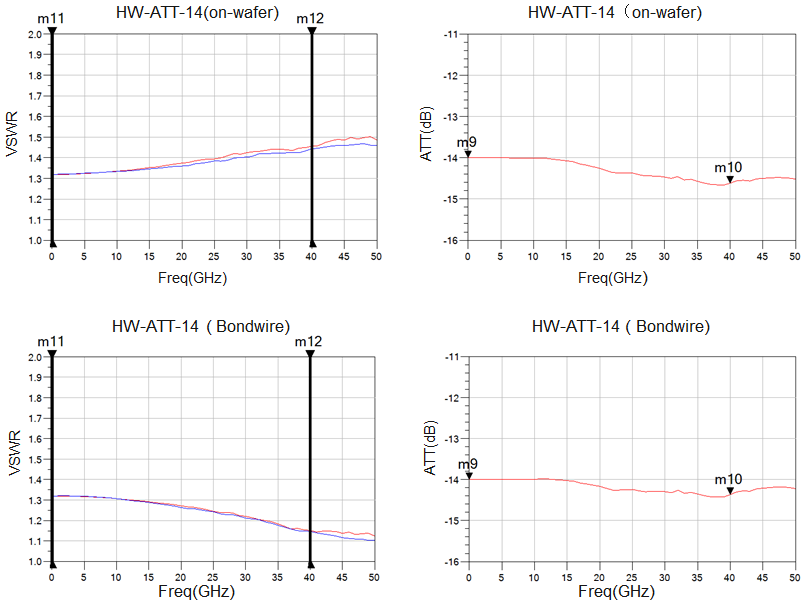 HW-ATT-14(on-wafer)
m11
m12
VSWR
2.0
1.9
1.8
1.7
1.6
1.5
1.4
1.3
1.2
1.1
1.0
0 5 10 15 20 25 30 35 40 45 50
Freq(GHz)
HW-ATT-14（on-wafer)
ATT(dB)
-11
-12
-13
-14
-15
-16
m9
m10
0 5 10 15 20 25 30 35 40 45 50
Freq(GHz)
HW-ATT-14 ( Bondwire)
m11
m12
VSWR
2.0
1.9
1.8
1.7
1.6
1.5
1.4
1.3
1.2
1.1
1.0
0 5 10 15 20 25 30 35 40 45 50
Freq(GHz)
HW-ATT-14 ( Bondwire)
ATT(dB)
-11
-12
-13
-14
-15
-16
m9
m10
0 5 10 15 20 25 30 35 40 45 50
Freq(GHz)